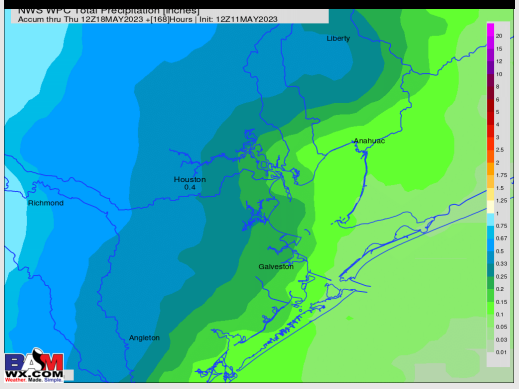 NWS WPC Total Precipitation [inches]
Accum thru Thu 12Z18MAY2023 +[168]Hours | Init: 12Z11MAY2023
Liberty
20
15
12
10
8
6
5
4
3
2.5
2
1.75
1.5
1.25
1
0.75
0.67
0.5
0.33
0.25
0.2
0.15
0.1
0.05
0.03
0.01
Anahuac
Houston
0.4
Richmond
Galveston
Angleton
BAM
WX.COM
Weather. Made. Simple.